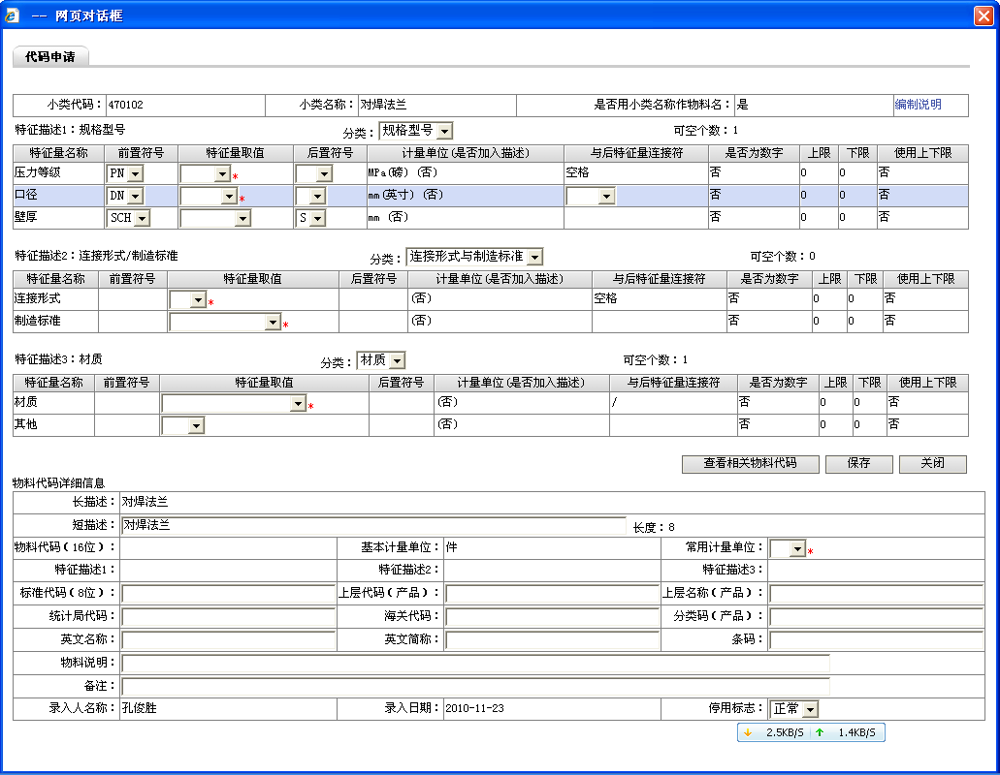 -- 网页对话框
代码申请
小类代码： 470102 小类名称： 对焊法兰 是否用小类名称作物料名： 是 编制说明
特征描述1：规格型号 分类： 规格型号 可空个数：1
特征量名称 前置符号 特征量取值 后置符号 计量单位(是否加入描述) 与后特征量连接符 是否为数字 上限 下限 使用上下限
压力等级 PN * MPa(磅) (否) 空格 否 0 0 否
口径 DN * mm(英寸) (否) 否 0 0 否
壁厚 SCH S mm (否) 否 0 0 否
特征描述2：连接形式/制造标准 分类： 连接形式与制造标准 可空个数：0
特征量名称 前置符号 特征量取值 后置符号 计量单位(是否加入描述) 与后特征量连接符 是否为数字 上限 下限 使用上下限
连接形式 * (否) 空格 否 0 0 否
制造标准 * (否) 否 0 0 否
特征描述3：材质 分类： 材质 可空个数：1
特征量名称 前置符号 特征量取值 后置符号 计量单位(是否加入描述) 与后特征量连接符 是否为数字 上限 下限 使用上下限
材质 * (否) / 否 0 0 否
其他 (否) 否 0 0 否
查看相关物料代码 保存 关闭
物料代码详细信息
长描述： 对焊法兰
短描述： 对焊法兰 长度：8
物料代码(16位)： 基本计量单位： 件 常用计量单位： *
特征描述1： 特征描述2： 特征描述3：
标准代码(8位)： 上层代码(产品)： 上层名称(产品)：
统计局代码： 海关代码： 分类码(产品)：
英文名称： 英文简称： 条码：
物料说明：
备注：
录入人名称： 孔俊胜 录入日期： 2010-11-23 停用标志： 正常
2.5KB/S 1.4KB/S